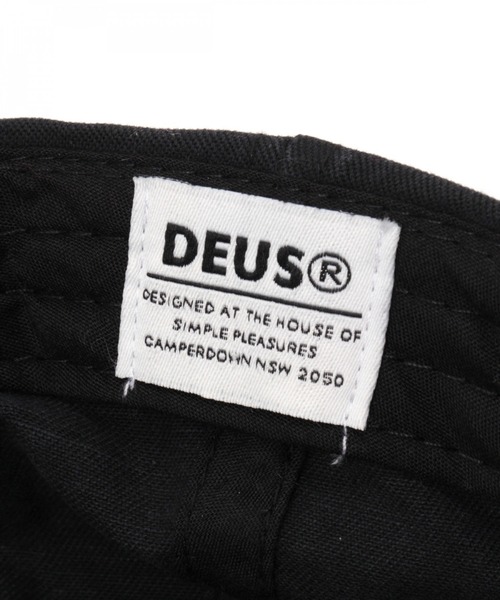 DEUS®
DESIGNED AT THE HOUSE OF
SIMPLE PLEASURES
CAMPERDOWN NSW 2050